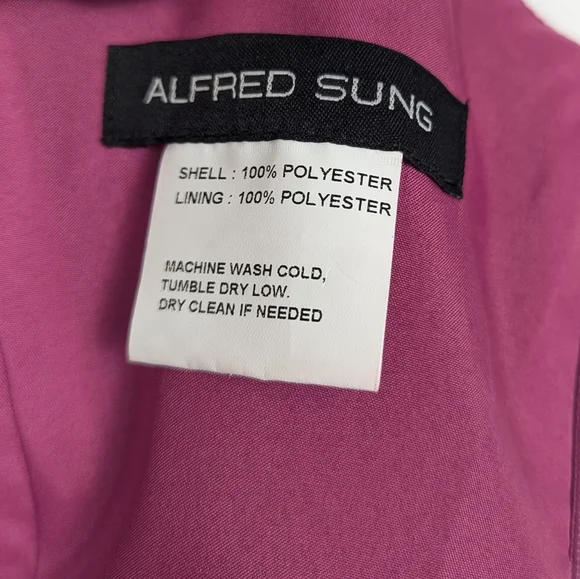 ALFRED SUNG
SHELL : 100% POLYESTER
LINING : 100% POLYESTER
MACHINE WASH COLD,
TUMBLE DRY LOW.
DRY CLEAN IF NEEDED